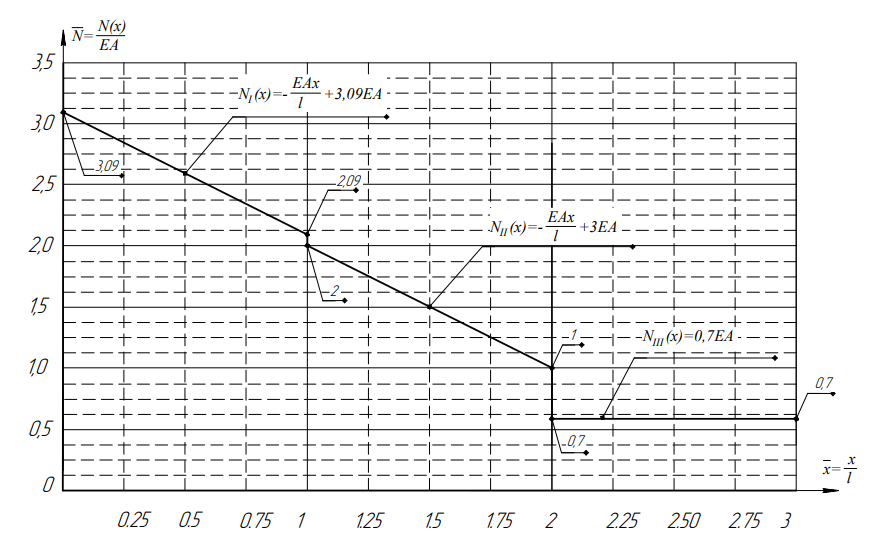 N̅=N(x)/EA
3,5
N_I(x)=-EAx/l+3,09EA
3,0
3,09
2,5
2,09
N_II(x)=-EAx/l+3EA
2,0
2
1,5
1
N_III(x)=0,7EA
1,0
0,7
0,5
0,7
x̅=x/l
0
0.25 0.5 0.75 1 1.25 1.5 1.75 2 2.25 2.50 2.75 3